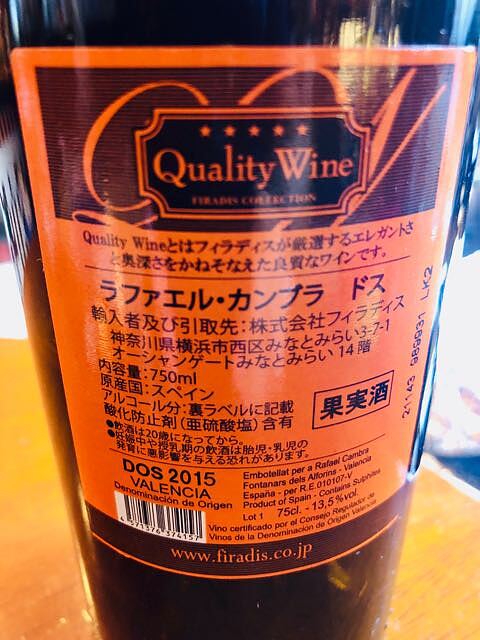 ★★★★★
Quality Wine
FIRADIS COLLECTION
Quality Wineとはフィラディスが厳選するエレガントさ
と奥深さをかねそなえた良質なワインです。
ラファエル・カンブラ ドス
輸入者及び引取先：株式会社フィラディス
神奈川県横浜市西区みなとみらい3-7-1
オーシャンゲートみなとみらい 14階
内容量：750ml
原産国：スペイン
アルコール分：裏ラベルに記載
酸化防止剤（亜硫酸塩）含有
果実酒
●飲酒は20歳になってから。
●妊娠中や授乳期の飲酒は胎児・乳児の
発育に悪影響を与える恐れがあります。
21143 989931 LK2
DOS 2015
VALENCIA
Denominación de Origen
4 571576 374157
Embotellat per a Rafael Cambra
Fontanars dels Alforins - Valencia
España - per R.E.010107-V
Product of Spain - Contains Sulphites
Lot 1 75cl. - 13,5%vol.
Vino certificado por el Consejo Regulador de
Vinos de la Denominación de Origen Valencia
www.firadis.co.jp